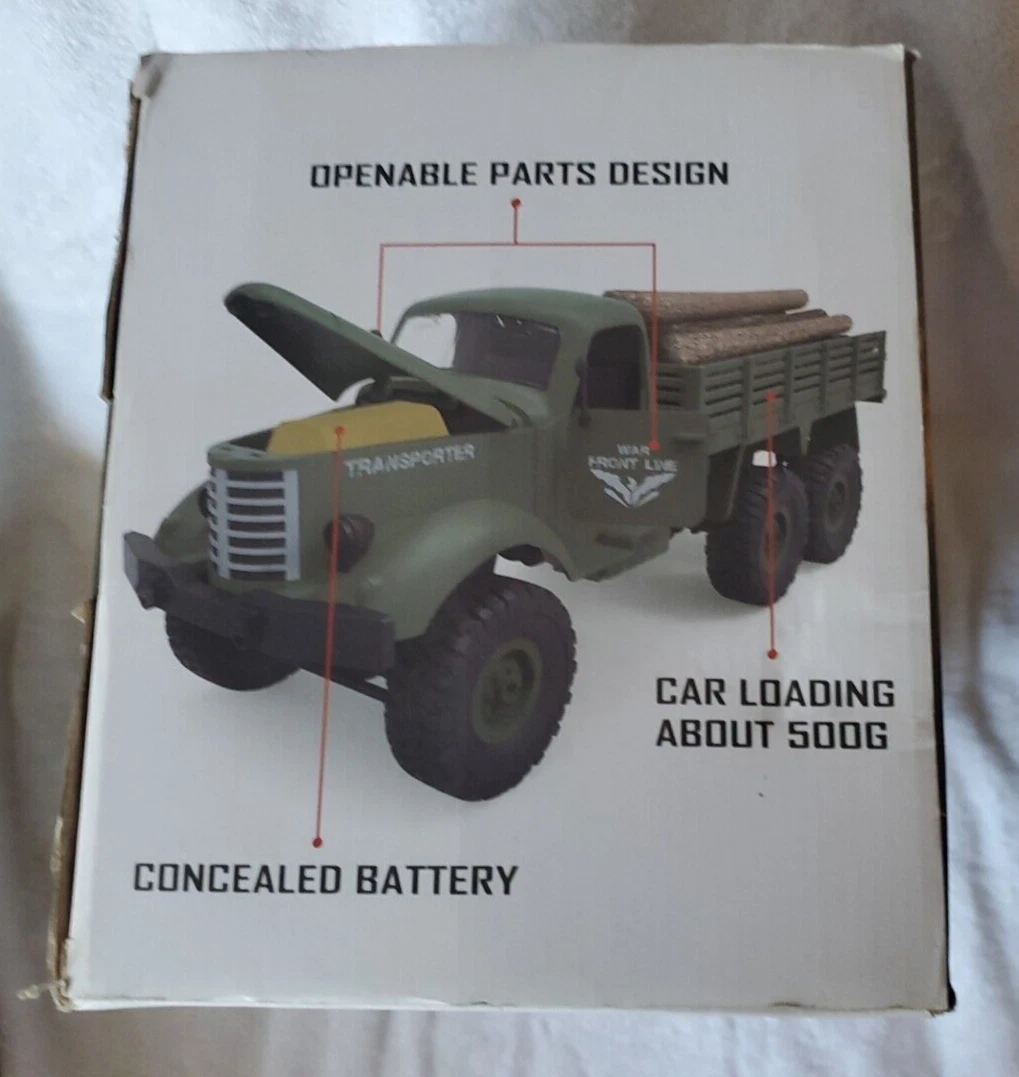 OPENABLE PARTS DESIGN
TRANSPORTER
WAR
FRONT LINE
CAR LOADING
ABOUT 500G
CONCEALED BATTERY